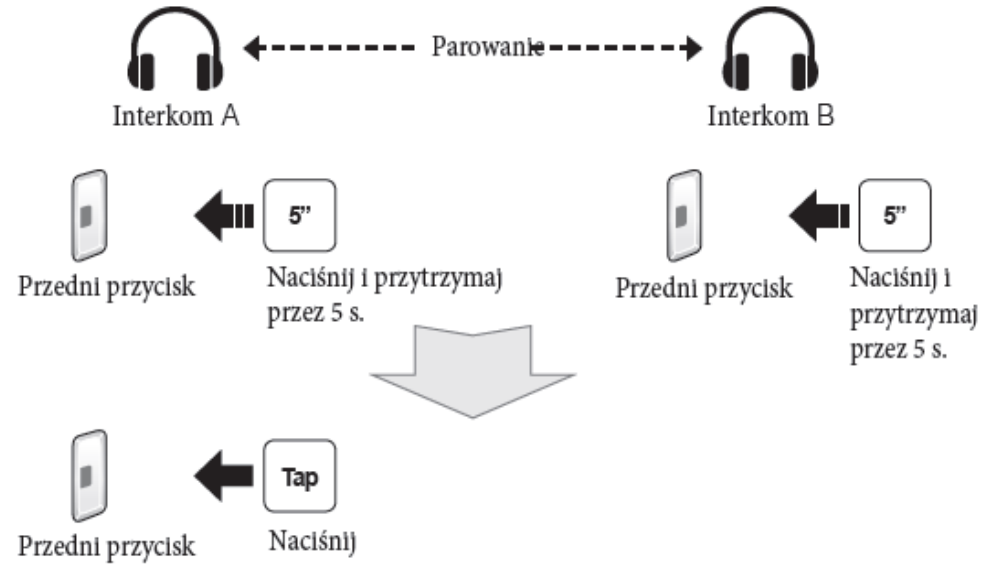 Parowanie
Interkom A
Interkom B
5”
5”
Przedni przycisk
Naciśnij i przytrzymaj
przez 5 s.
Przedni przycisk
Naciśnij i
przytrzymaj
przez 5 s.
Tap
Przedni przycisk
Naciśnij